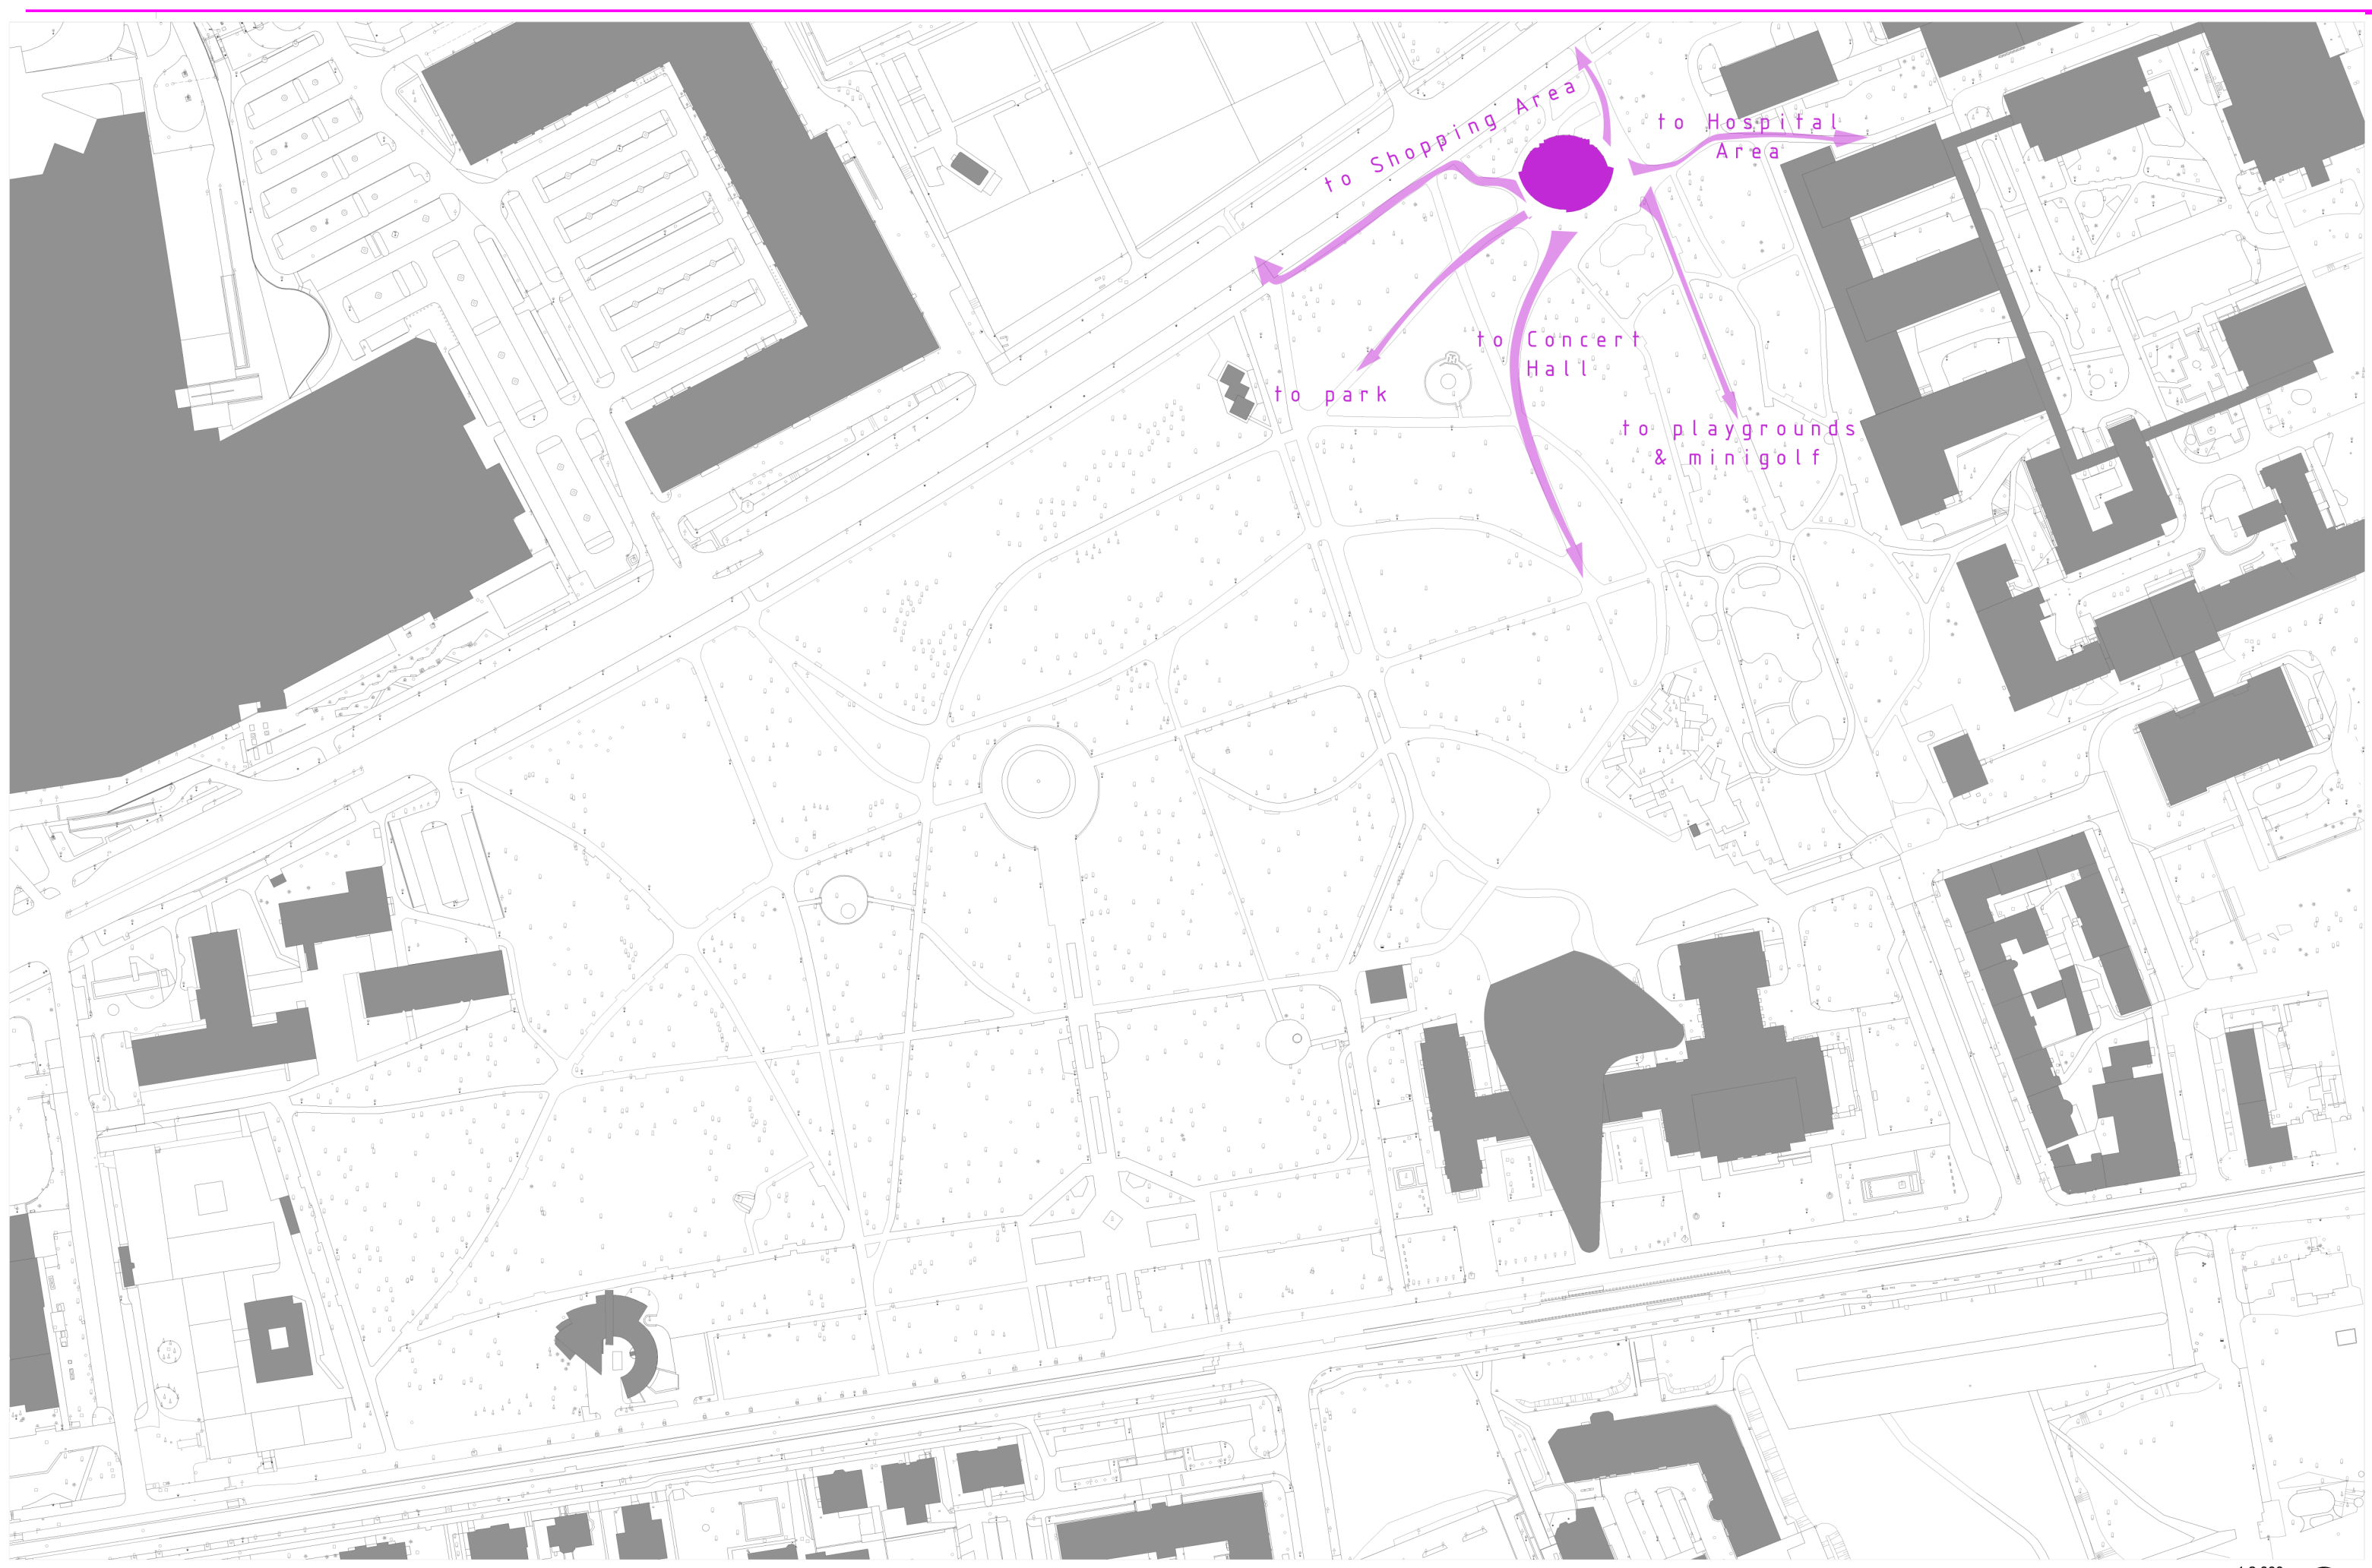 to Shopping Area
to Hospital
Area
to Concert
Hall
to park
to playgrounds
& minigolf